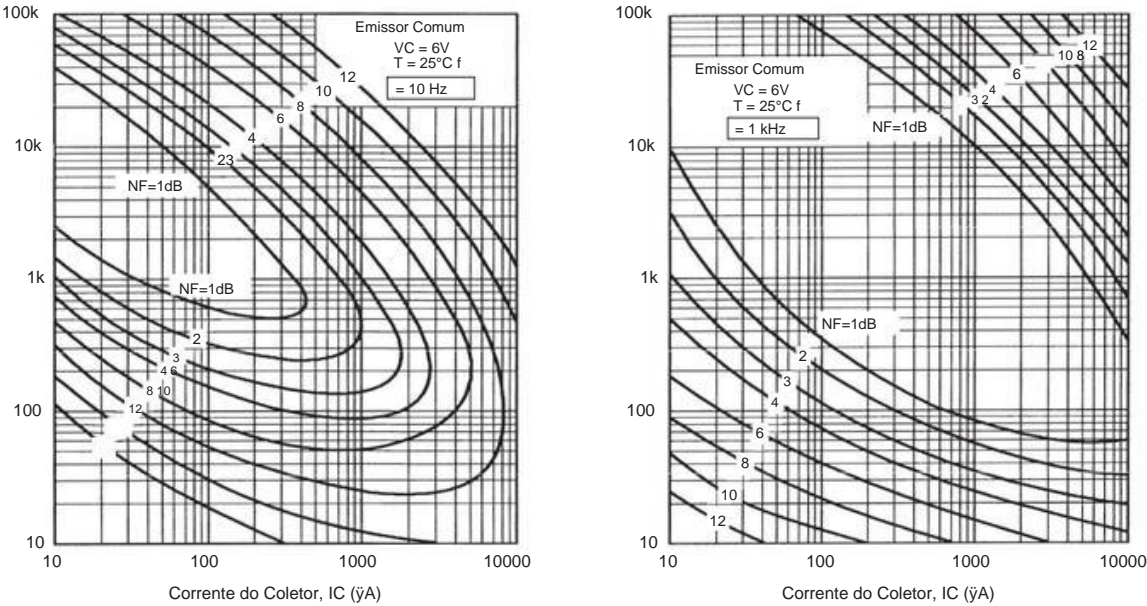 100k
10k
1k
100
10
10
100
1000
10000
Corrente do Coletor, IC (ÿA)
Emissor Comum
VC = 6V
T = 25°C f
= 10 Hz
12
10
8
6
4
23
NF=1dB
NF=1dB
2
3
4 6
8 10
12
100k
10k
1k
100
10
10
100
1000
10000
Corrente do Coletor, IC (ÿA)
Emissor Comum
VC = 6V
T = 25°C f
= 1 kHz
12
10 8
6
4
3 2
NF=1dB
NF=1dB
2
3
4
6
8
10
12